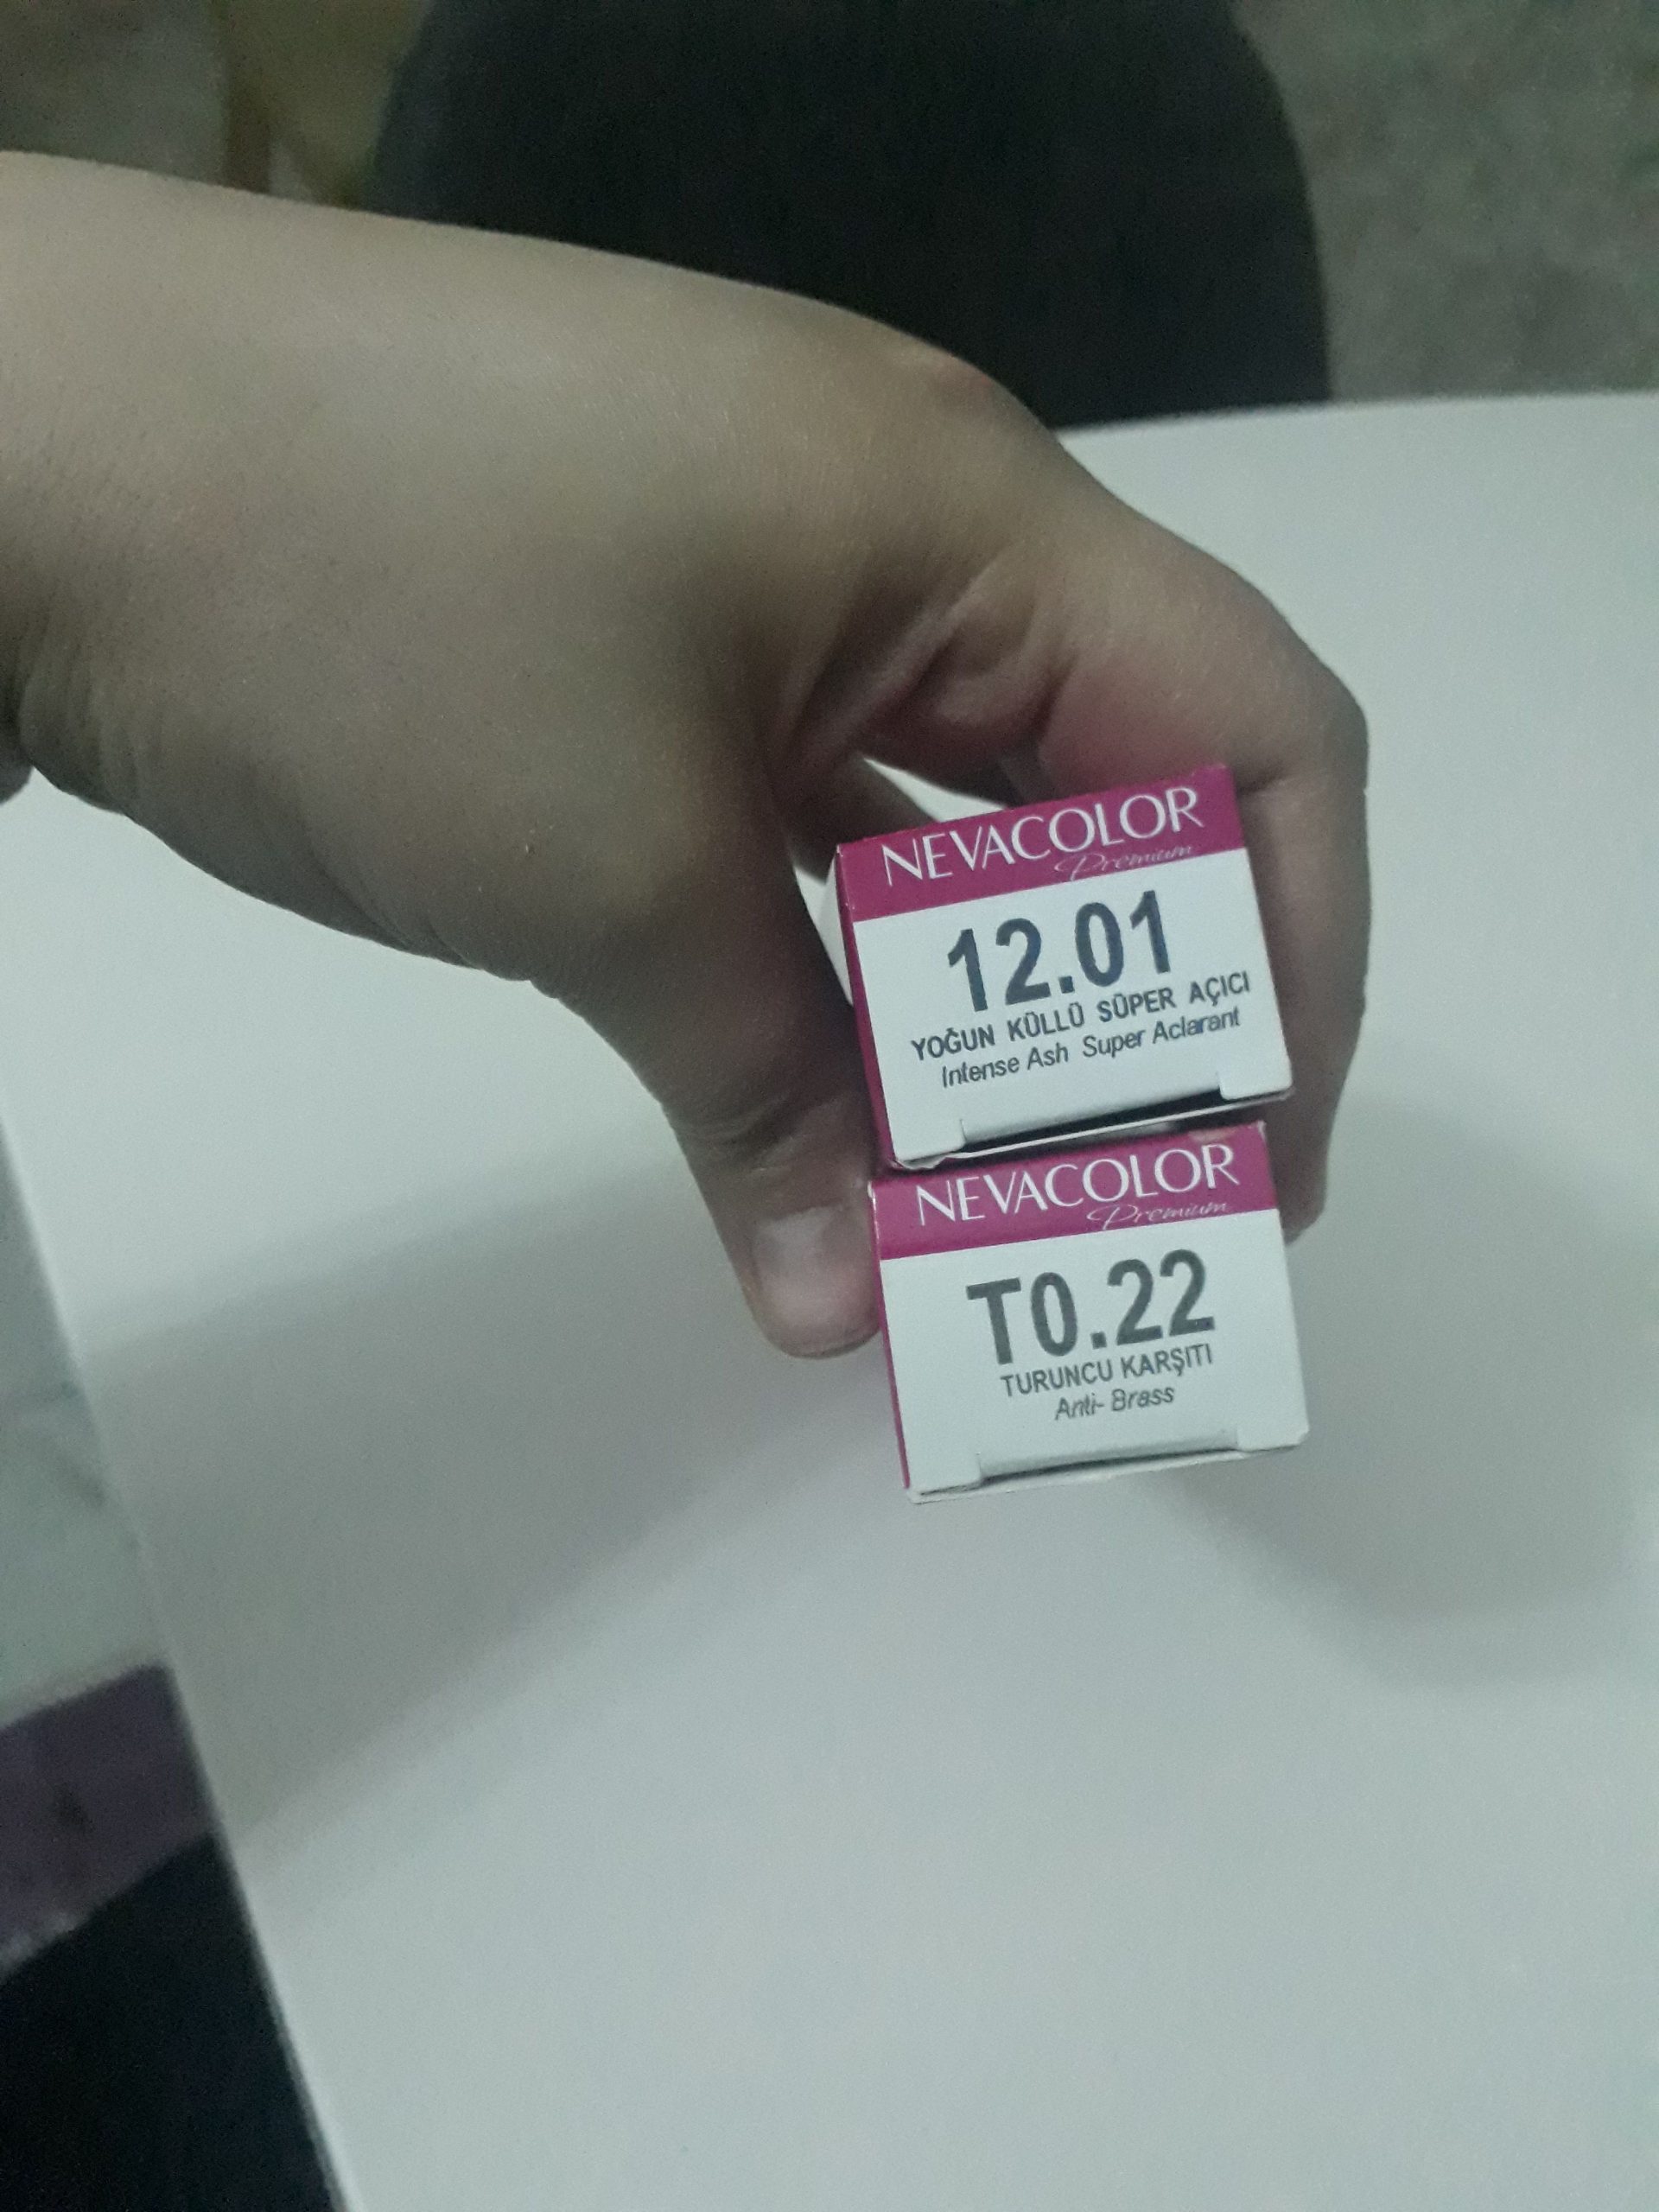 NEVACOLOR
Premium
12.01
YOĞUN KÜLLÜ SÜPER AÇICI
Intense Ash Super Aclarant
NEVACOLOR
Premium
T0.22
TURUNCU KARŞITI
Anti- Brass